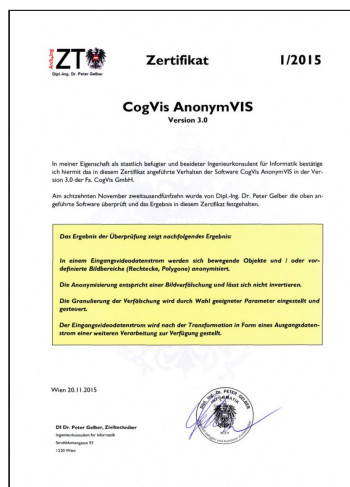 Arch.Ing
ZT
Dipl.-Ing. Dr. Peter Gelber
Zertifikat 1/2015
CogVis AnonymVIS
Version 3.0
In meiner Eigenschaft als staatlich befugter und beeideter Ingenieurkonsulent für Informatik bestätige
ich hiermit das in diesem Zertifikat angeführte Verhalten der Software CogVis AnonymVIS in der Ver-
sion 3.0 der Fa. CogVis GmbH.
Am achtzehnten November zweitausendfünfzehn wurde von Dipl.-Ing. Dr. Peter Gelber die oben an-
geführte Software überprüft und das Ergebnis in diesem Zertifikat festgehalten.
Das Ergebnis der Überprüfung zeigt nachfolgendes Ergebnis:
In einem Eingangsvideodatenstrom werden sich bewegende Objekte und / oder vor-
definierte Bildbereiche (Rechtecke, Polygone) anonymisiert.
Die Anonymisierung entspricht einer Bildverfälschung und lässt sich nicht invertieren.
Die Granulierung der Verfälschung wird durch Wahl geeigneter Parameter eingestellt und
gesteuert.
Der Eingangsvideodatenstrom wird nach der Transformation in Form eines Ausgangsdaten-
strom einer weiteren Verarbeitung zur Verfügung gestellt.
Wien 20.11.2015
Dr. PETER GELBER
INFORMATIK
DI Dr. Peter Gelber, Ziviltechniker
Ingenieurkonsulent für Informatik
1220 Wien